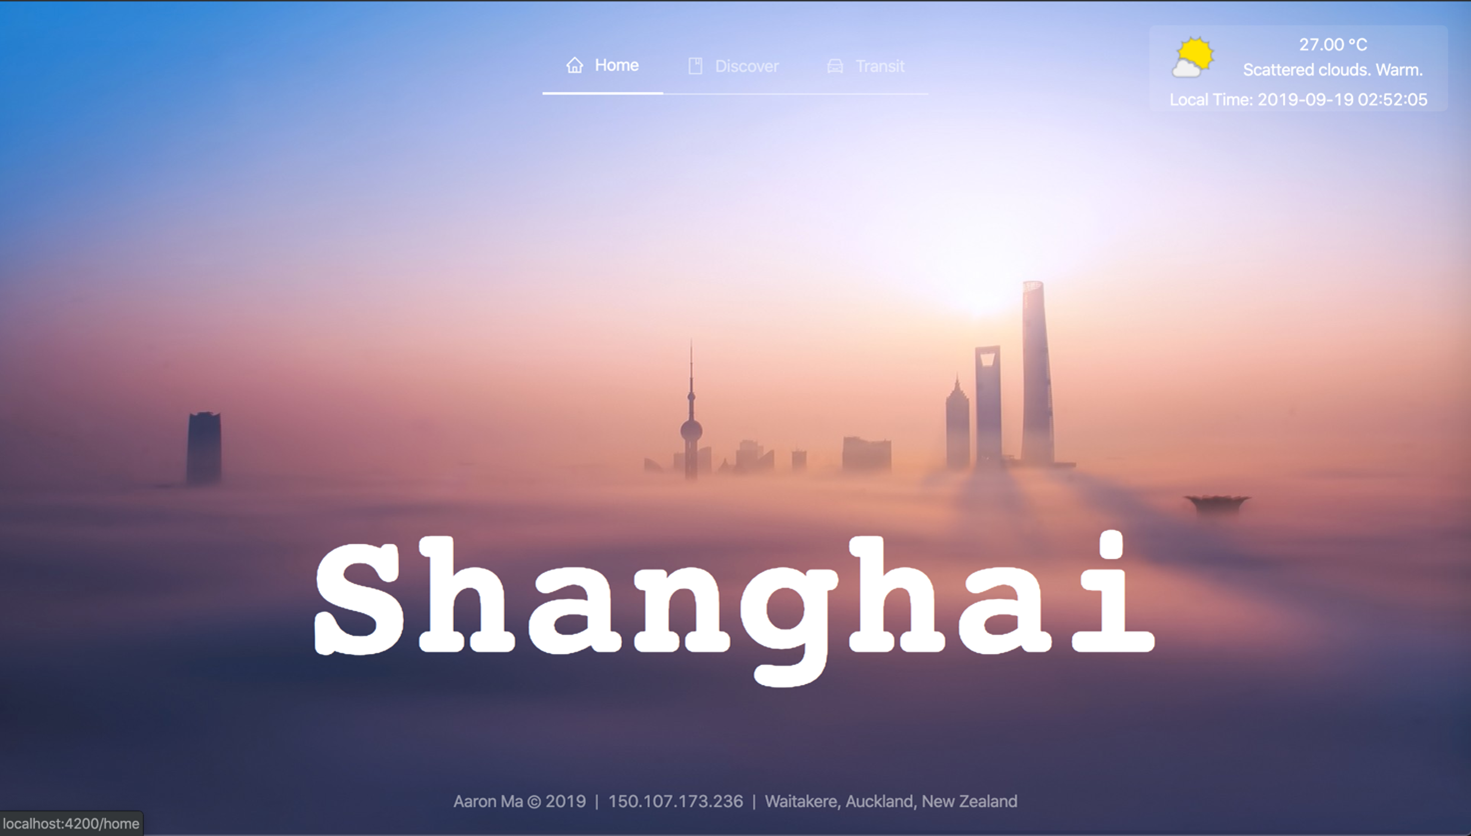 Home Discover Transit
27.00 °C
Scattered clouds. Warm.
Local Time: 2019-09-19 02:52:05
Shanghai
Aaron Ma © 2019 | 150.107.173.236 | Waitakere, Auckland, New Zealand
localhost:4200/home